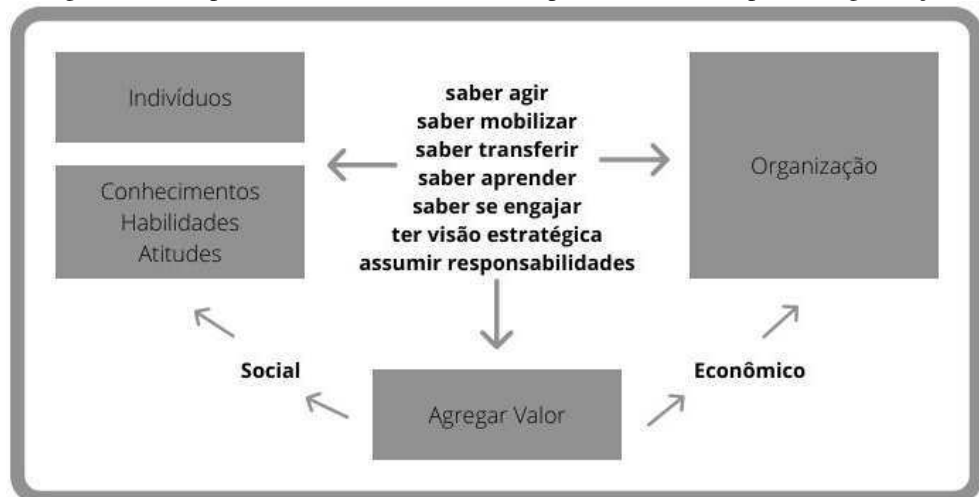 Indivíduos
Conhecimentos
Habilidades
Atitudes
saber agir
saber mobilizar
saber transferir
saber aprender
saber se engajar
ter visão estratégica
assumir responsabilidades
Organização
Social
Agregar Valor
Econômico